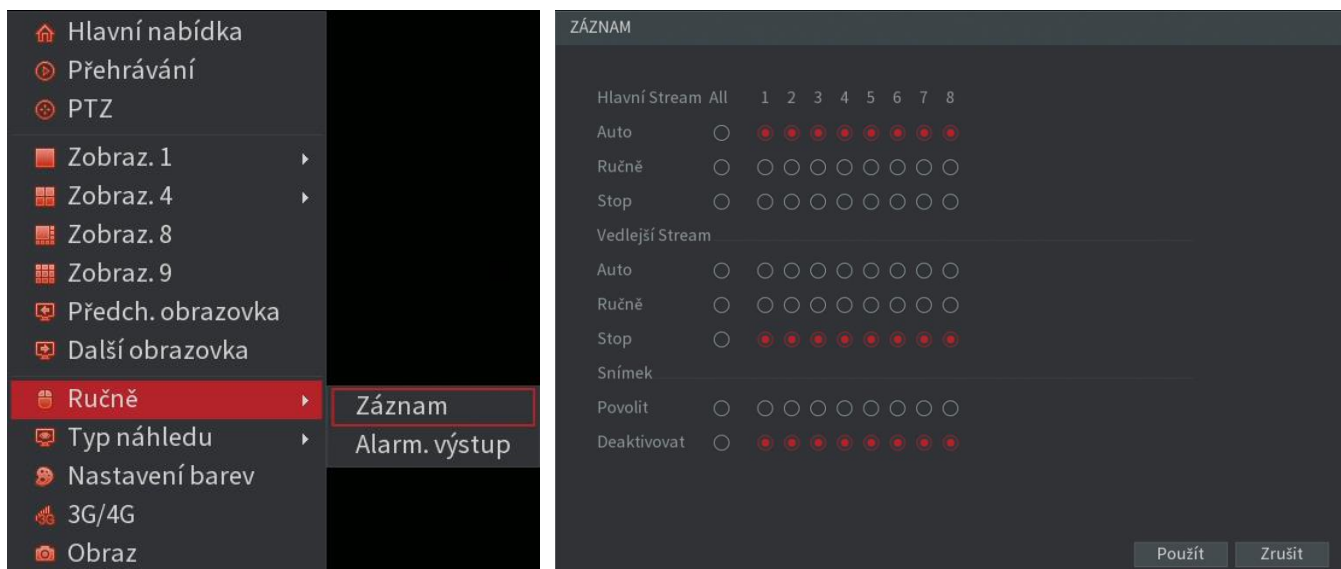 Hlavní nabídka
Přehrávání
PTZ
Zobraz. 1
Zobraz. 4
Zobraz. 8
Zobraz. 9
Předch. obrazovka
Další obrazovka
Ručně
Typ náhledu
Nastavení barev
3G/4G
Obraz
Záznam
Alarm. výstup
ZÁZNAM
Hlavní Stream All 1 2 3 4 5 6 7 8
Auto
Ručně
Stop
Vedlejší Stream
Auto
Ručně
Stop
Snímek
Povolit
Deaktivovat
Použít Zrušit